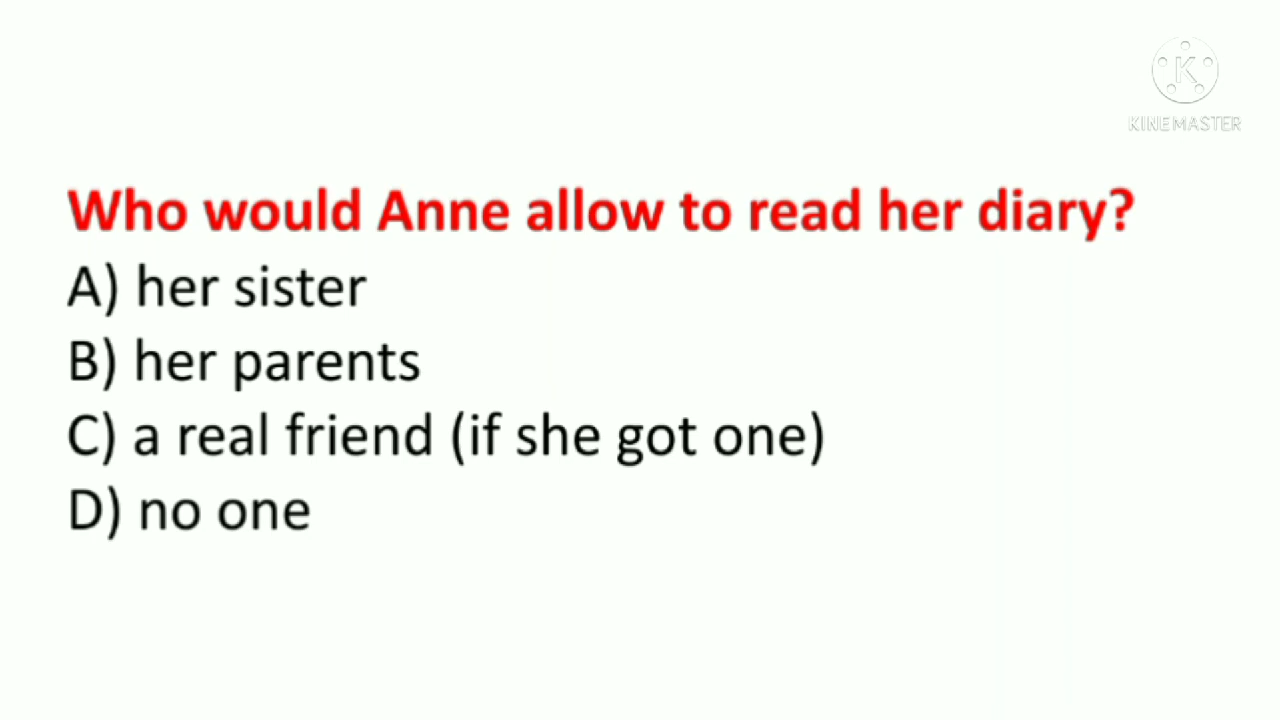 KINEMASTER
Who would Anne allow to read her diary?
A) her sister
B) her parents
C) a real friend (if she got one)
D) no one